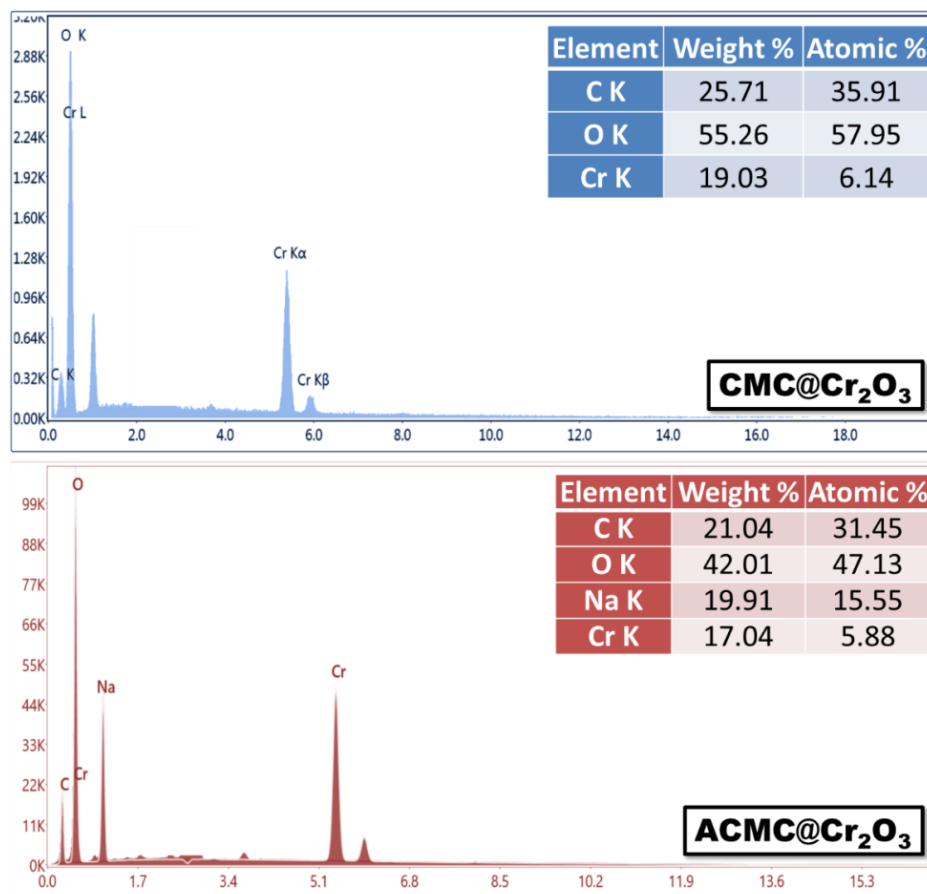 3.20K
O K
2.88K
2.56K
Cr L
2.24K
1.92K
1.60K
1.28K
Cr Kα
0.96K
0.64K
C K
0.32K
Cr Kβ
0.00K
0.0 2.0 4.0 6.0 8.0 10.0 12.0 14.0 16.0 18.0
Element Weight % Atomic %
C K 25.71 35.91
O K 55.26 57.95
Cr K 19.03 6.14
CMC@Cr₂O₃
O
99K
88K
77K
66K
55K
Na
44K
Cr
33K
22K
C Cr
11K
0K
0.0 1.7 3.4 5.1 6.8 8.5 10.2 11.9 13.6 15.3
Element Weight % Atomic %
C K 21.04 31.45
O K 42.01 47.13
Na K 19.91 15.55
Cr K 17.04 5.88
ACMC@Cr₂O₃